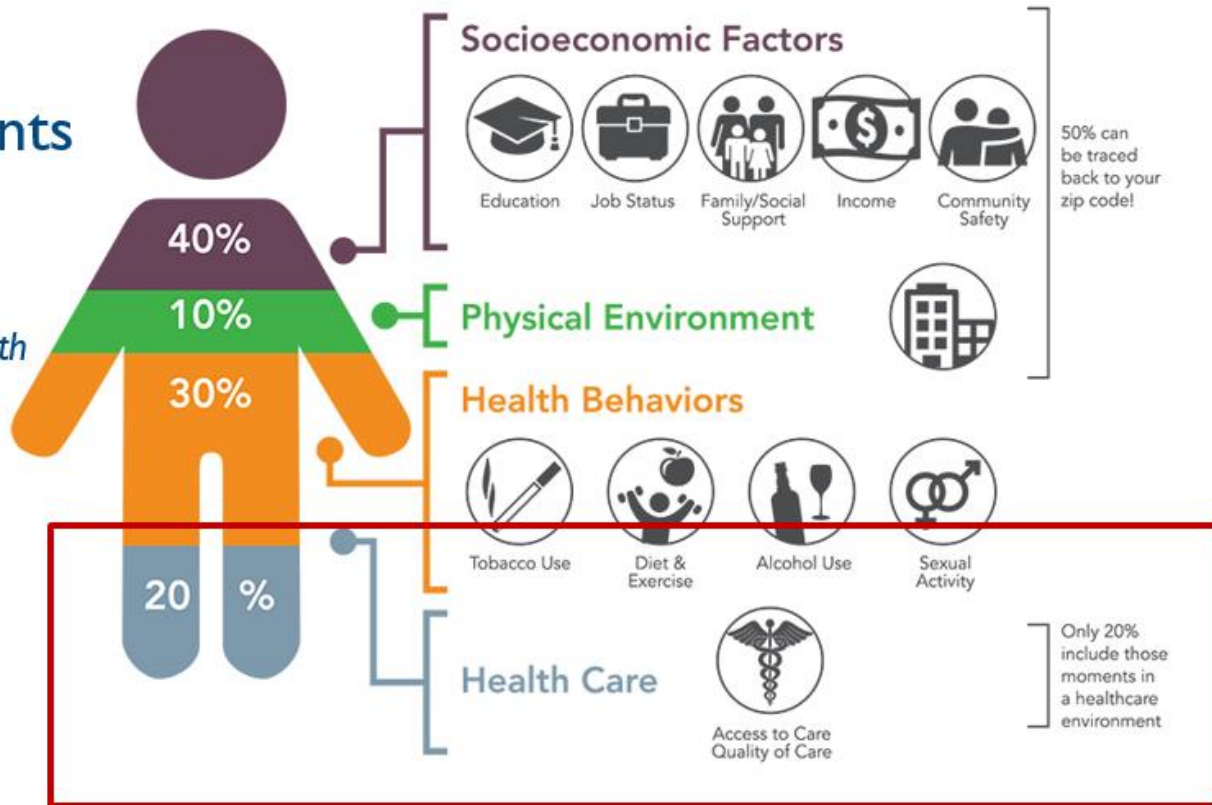 nts
th
40%
10%
30%
20 %
Socioeconomic Factors
Education
Job Status
Family/Social
Support
Income
Community
Safety
50% can
be traced
back to your
zip code!
Physical Environment
Health Behaviors
Tobacco Use
Diet &
Exercise
Alcohol Use
Sexual
Activity
Health Care
Access to Care
Quality of Care
Only 20%
include those
moments in
a healthcare
environment